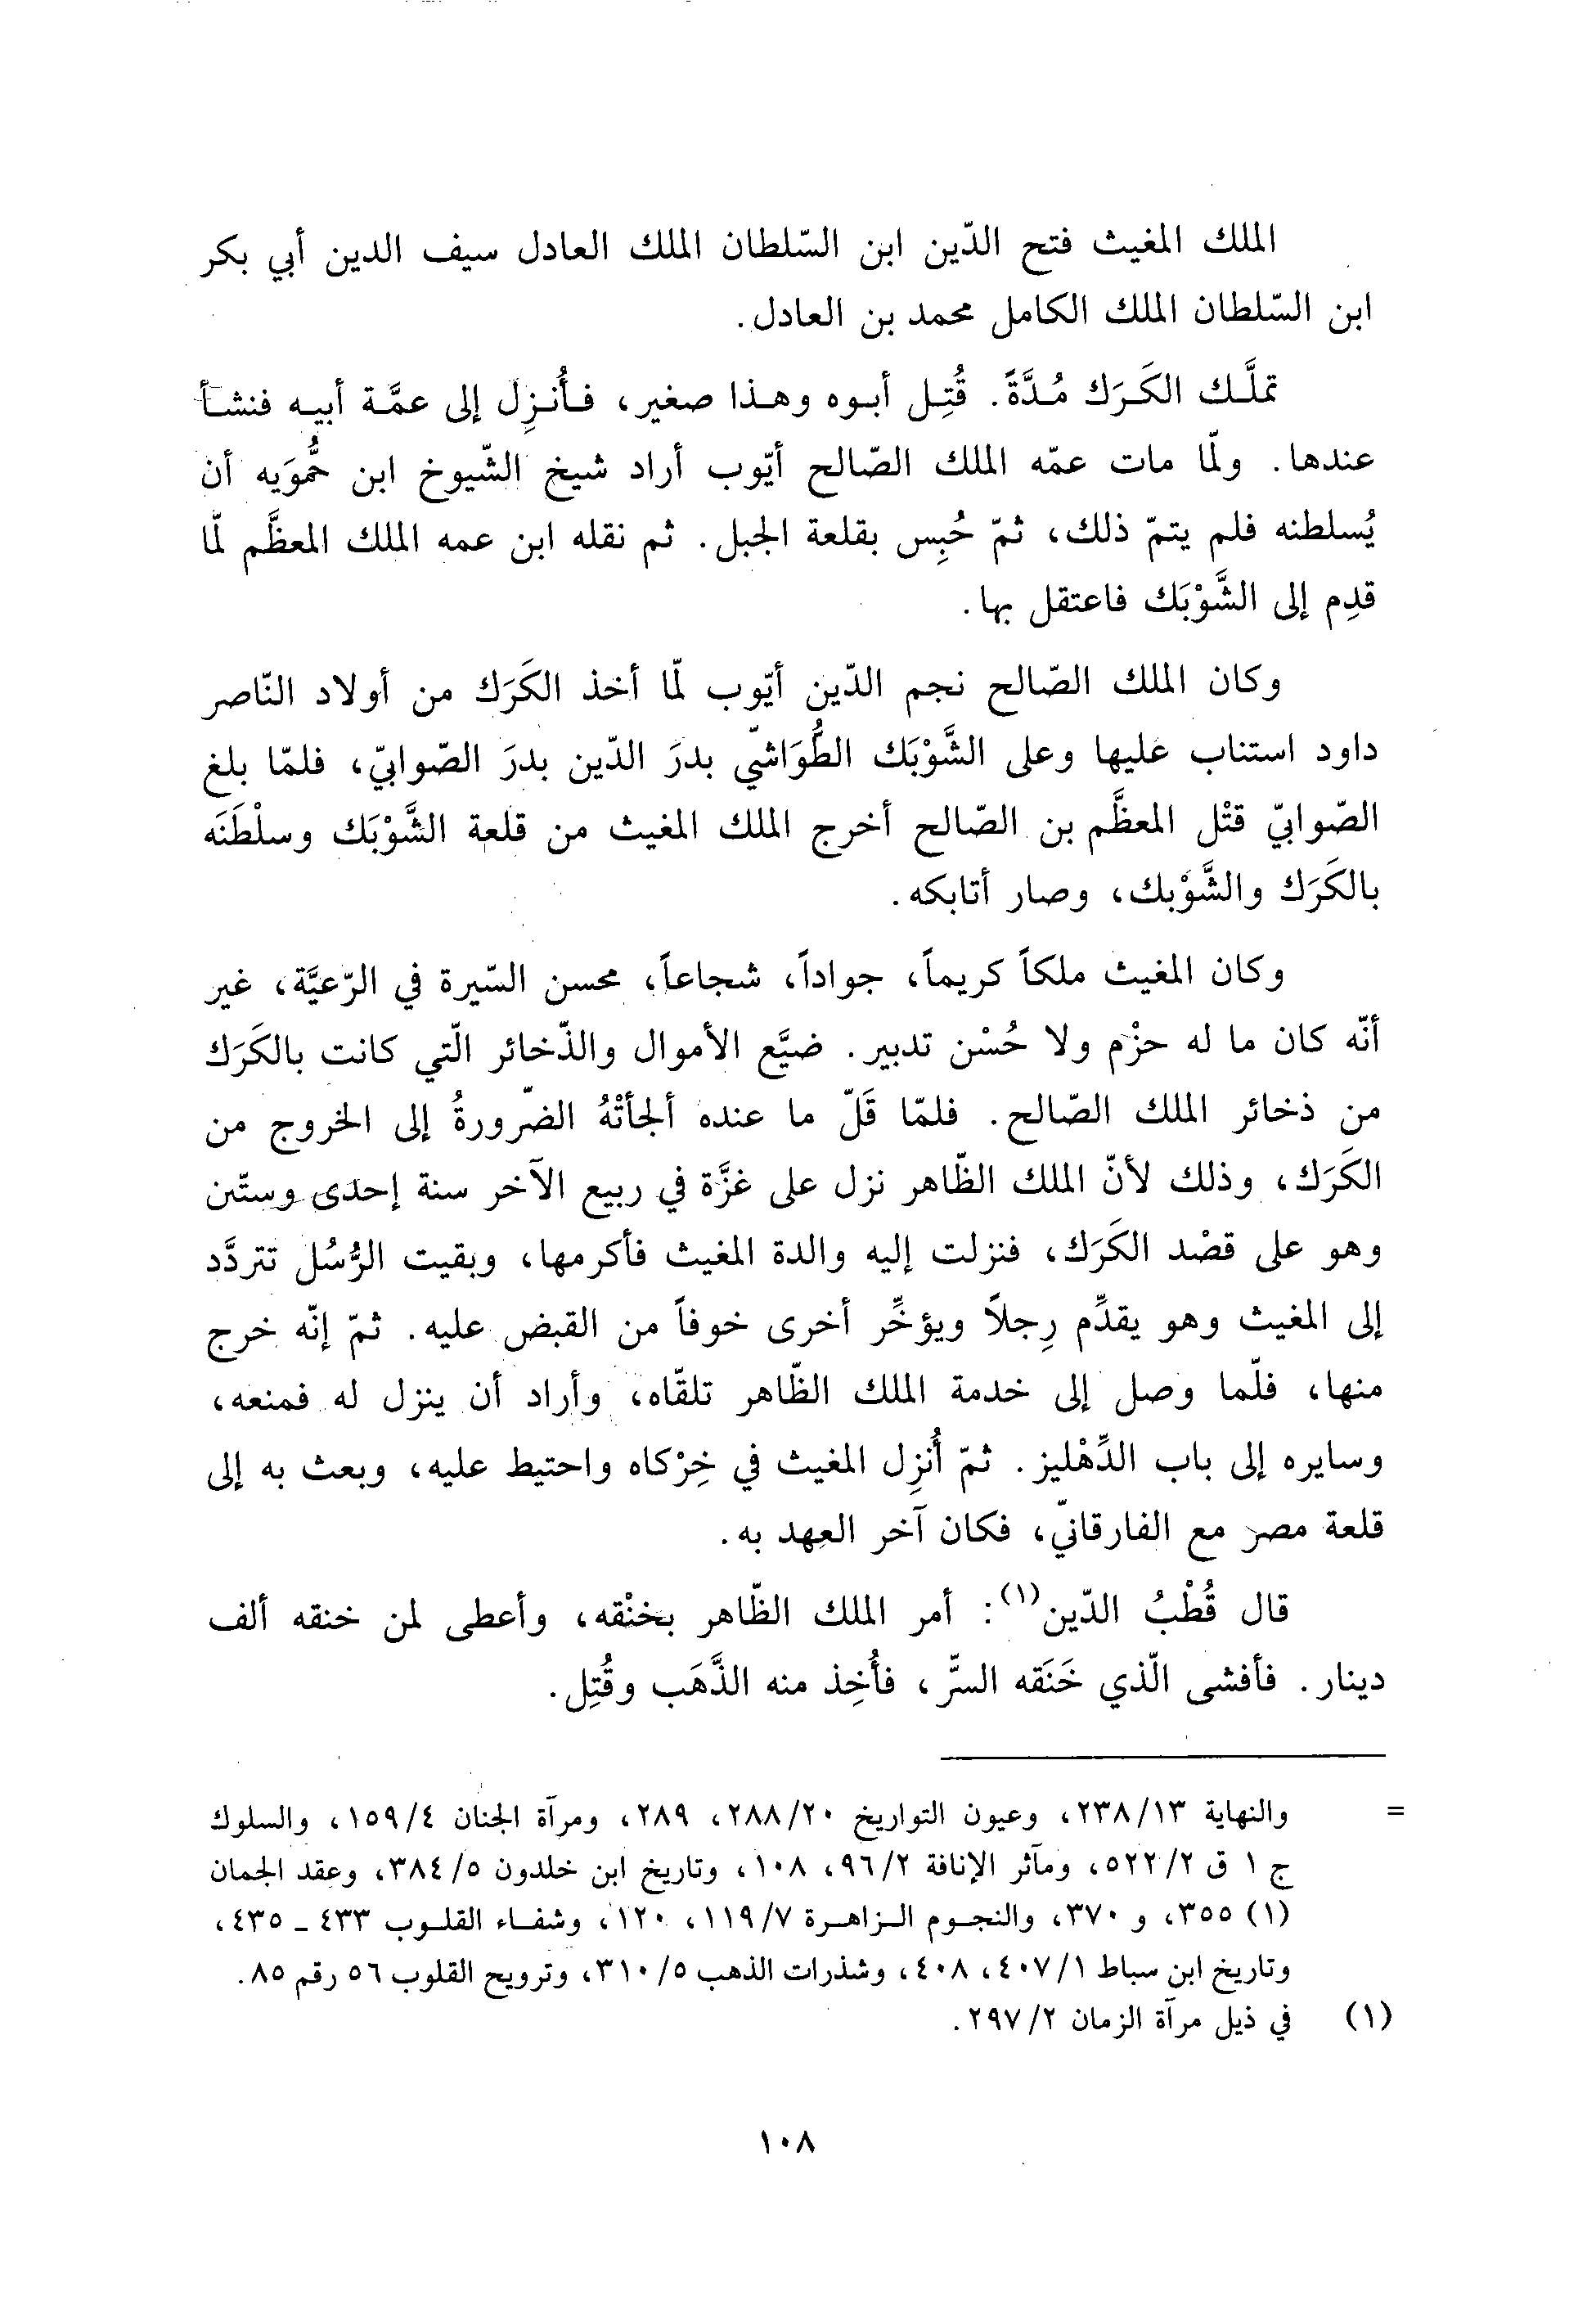 الملك المغيث فتح الدّين ابن السّلطان الملك العادل سيف الدين أبي بكر
ابن السّلطان الملك الكامل محمد بن العادل.
تملَّك الكَرَك مُدَّةً. قُتِل أبوه وهذا صغير، فأُنزِل إلى عمَّة أبيه فنشأ
عندها. ولّما مات عمّه الملك الصّالح أيّوب أراد شيخ الشّيوخ ابن حُّموَيه أن
يُسلطنه فلم يتمّ ذلك، ثمّ حُبِس بقلعة الجبل. ثم نقله ابن عمه الملك المعظَّم لّما
قدِم إلى الشَّوْبَك فاعتقل بها.
وكان الملك الصّالح نجم الدّين أيّوب لّما أخذ الكَرَك من أولاد النّاصر
داود استناب عليها وعلى الشَّوْبَك الطُّوَاشيّ بدرَ الدّين بدرَ الصّوابيّ، فلمّا بلغ
الصّوابيّ قتْل المعظَّم بن الصّالح أخرج الملك المغيث من قلعة الشَّوْبَك وسلْطَنَه
بالكَرَك والشَّوْبك، وصار أتابكه.
وكان المغيث ملكاً كريماً، جواداً، شجاعاً، محسن السّيرة في الرّعيَّة، غير
أنّه كان ما له حزْم ولا حُسْن تدبير. ضيَّع الأموال والذّخائر الّتي كانت بالكَرَك
من ذخائر الملك الصّالح. فلمّا قَلّ ما عنده ألجأتْهُ الضّرورةُ إلى الخروج من
الكَرَك، وذلك لأنّ الملك الظّاهر نزل على غزَّة في ربيع الآخر سنة إحدى وستّين
وهو على قصْد الكَرَك، فنزلت إليه والدة المغيث فأكرمها، وبقيت الرُّسُل تتردَّد
إلى المغيث وهو يقدِّم رِجلاً ويؤخِّر أخرى خوفاً من القبض عليه. ثمّ إنّه خرج
منها، فلّما وصل إلى خدمة الملك الظّاهر تلقّاه، وأراد أن ينزل له فمنعه،
وسايره إلى باب الدِّهْليز. ثمّ أُنزِل المغيث في خِرْكاه واحتيط عليه، وبعث به إلى
قلعة مصر مع الفارقانيّ، فكان آخر العهد به.
قال قُطْبُ الدّين(١): أمر الملك الظّاهر بخنْقه، وأعطى لمن خنقه ألف
دينار. فأفشى الّذي خَنَقه السرَّ، فأُخِذ منه الذَّهَب وقُتِل.
= والنهاية ٢٣٨/١٣، وعيون التواريخ ٢٨٨/٢٠، ٢٨٩، ومرآة الجنان ١٥٩/٤، والسلوك
ج ١ ق ٥٢٢/٢، ومآثر الإنافة ٩٦/٢، ١٠٨، وتاريخ ابن خلدون ٣٨٤/٥، وعقد الجمان
(١) ٣٥٥، و ٣٧٠، والنجوم الزاهرة ١١٩/٧، ١٢٠، وشفاء القلوب ٤٣٣ ـ ٤٣٥،
وتاريخ ابن سباط ٤٠٧/١، ٤٠٨، وشذرات الذهب ٣١٠/٥، وترويح القلوب ٥٦ رقم ٨٥.
(١) في ذيل مرآة الزمان ٢٩٧/٢.
١٠٨